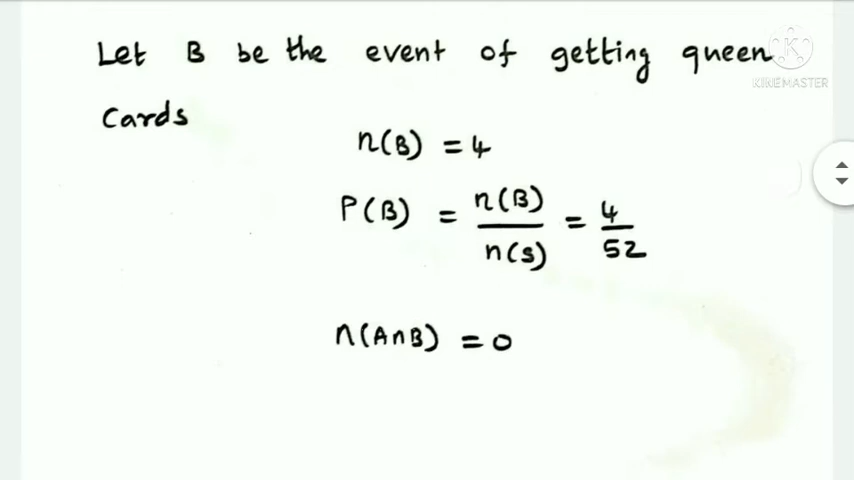 Let B be the event of getting queen
KINEMASTER
Cards
n(B) = 4
P(B) = n(B)/n(S) = 4/52
n(A∩B) = 0